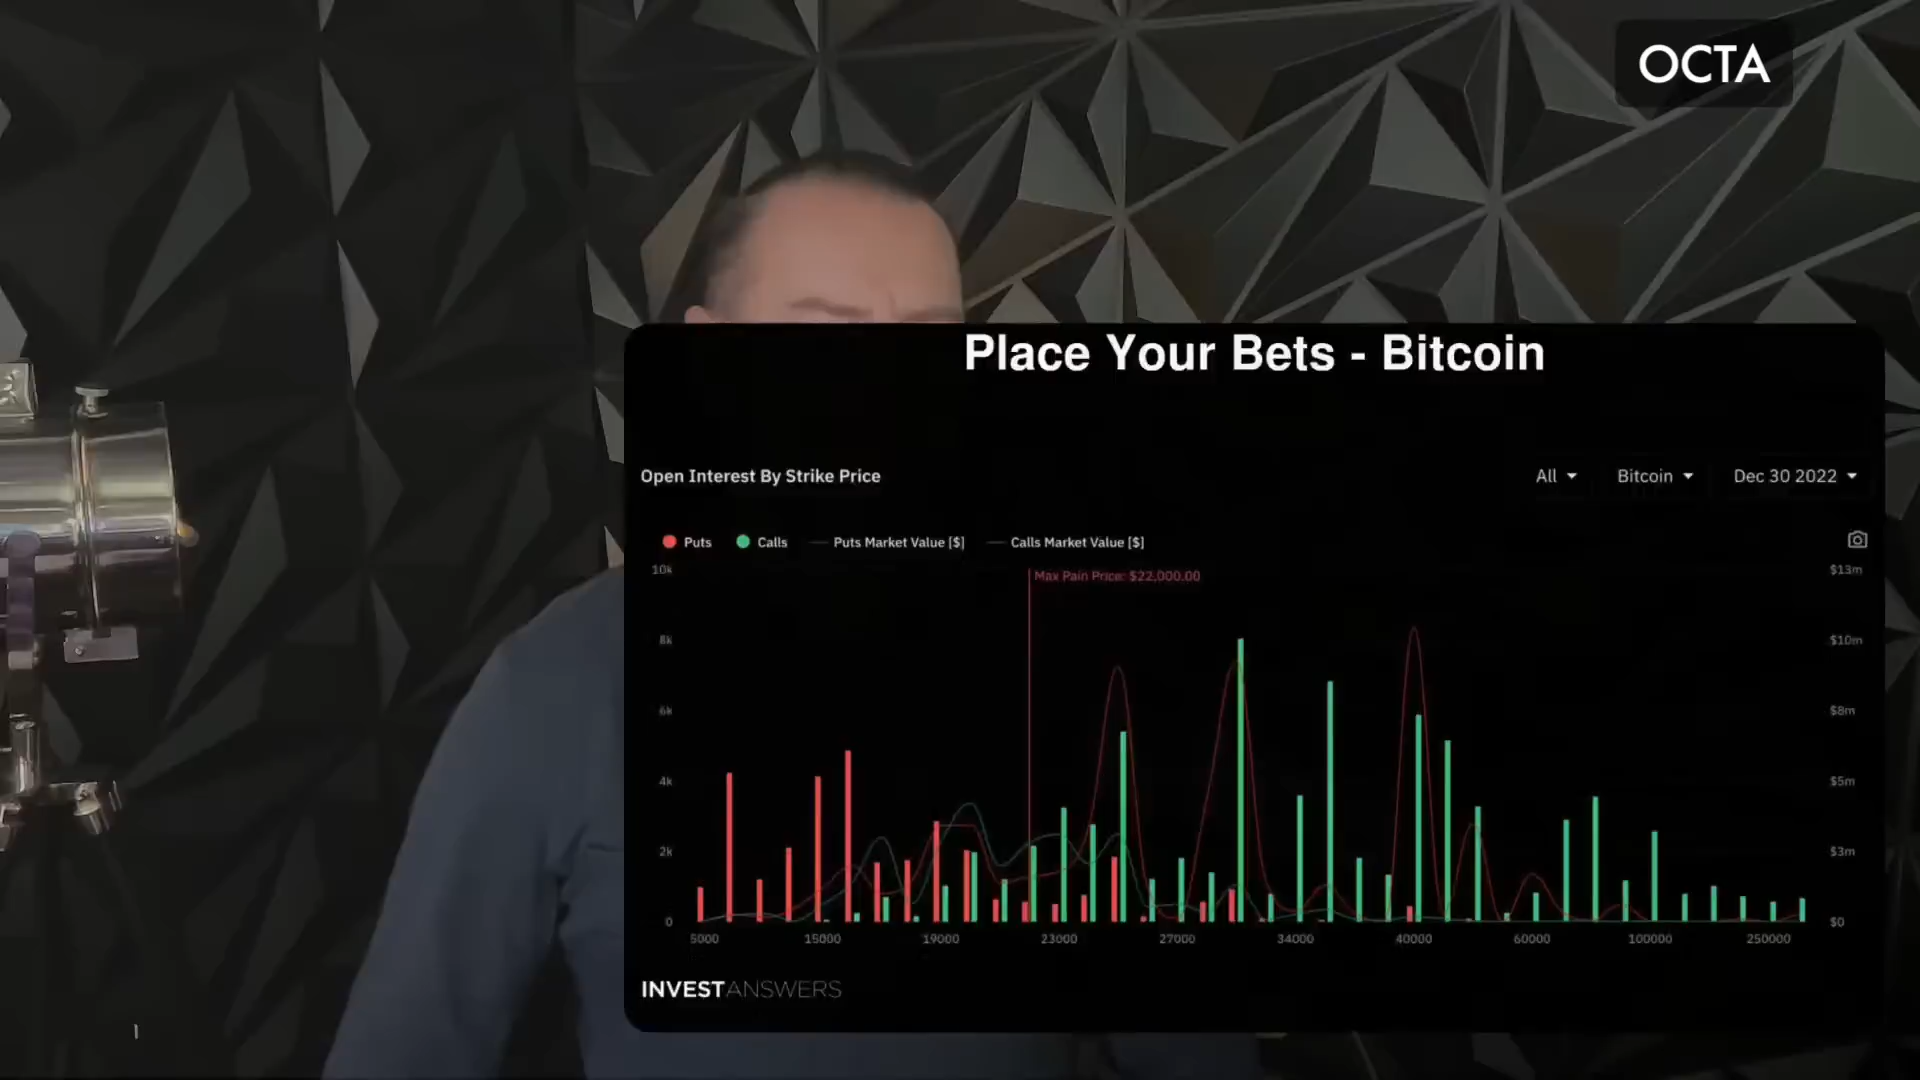 OCTA
Place Your Bets - Bitcoin
Open Interest By Strike Price
All
Bitcoin
Dec 30 2022
Puts
Calls
Puts Market Value [$]
Calls Market Value [$]
Max Pain Price: $22,000.00
10k
8k
6k
4k
2k
0
$13m
$10m
$8m
$5m
$3m
$0
5000 15000 19000 23000 27000 34000 40000 60000 100000 250000
INVESTANSWERS